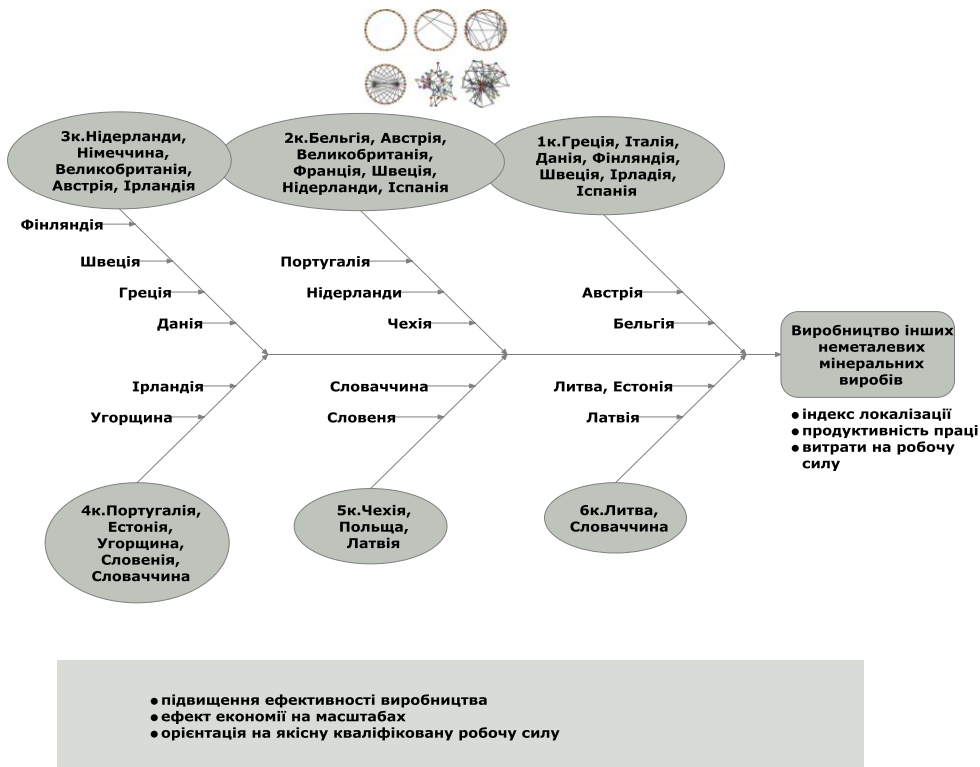 3к.Нідерланди,
Німеччина,
Великобританія,
Австрія, Ірландія
2к.Бельгія, Австрія,
Великобританія,
Франція, Швеція,
Нідерланди, Іспанія
1к.Греція, Італія,
Данія, Фінляндія,
Швеція, Ірладія,
Іспанія
Фінляндія
Швеція
Греція
Данія
Португалія
Нідерланди
Чехія
Австрія
Бельгія
Виробництво інших
неметалевих
мінеральних
виробів
Ірландія
Угорщина
Словаччина
Словеня
Литва, Естонія
Латвія
● індекс локалізації
● продуктивність праці
● витрати на робочу
силу
4к.Португалія,
Естонія,
Угорщина,
Словенія,
Словаччина
5к.Чехія,
Польща,
Латвія
6к.Литва,
Словаччина
● підвищення ефективності виробництва
● ефект економії на масштабах
● орієнтація на якісну кваліфіковану робочу силу